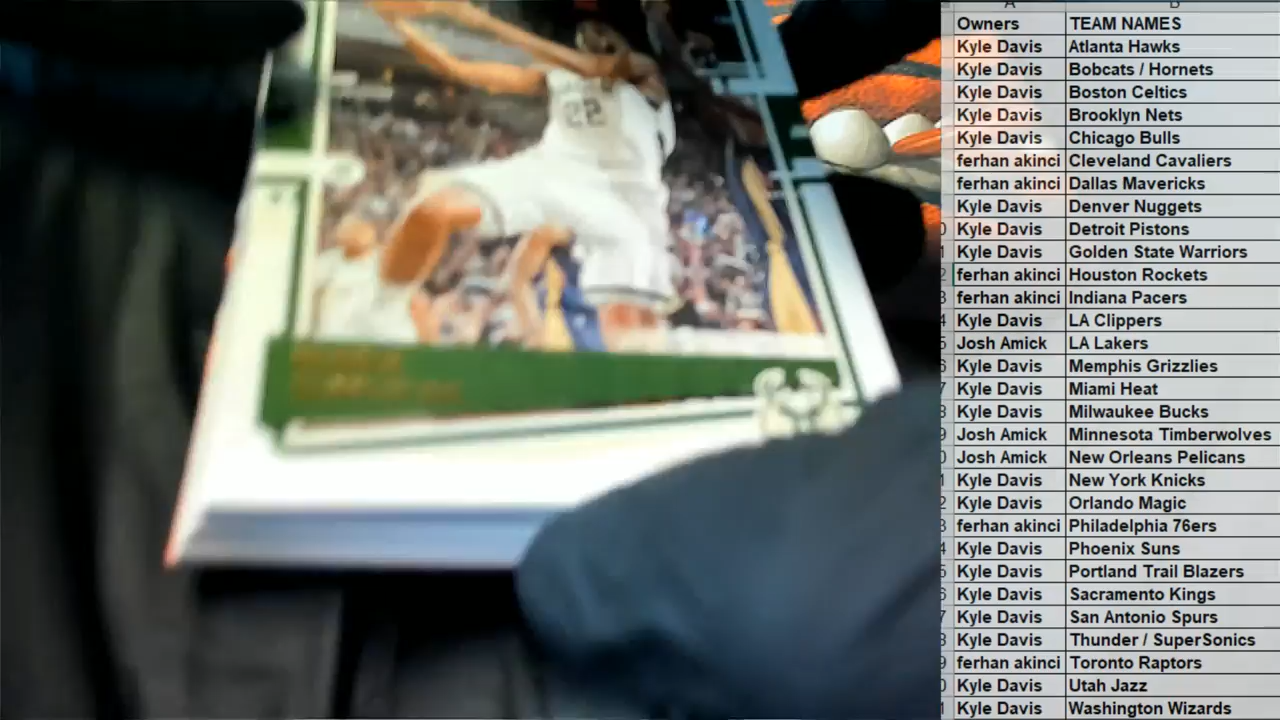 A B
Owners TEAM NAMES
Kyle Davis Atlanta Hawks
Kyle Davis Bobcats / Hornets
Kyle Davis Boston Celtics
Kyle Davis Brooklyn Nets
Kyle Davis Chicago Bulls
ferhan akinci Cleveland Cavaliers
ferhan akinci Dallas Mavericks
Kyle Davis Denver Nuggets
Kyle Davis Detroit Pistons
Kyle Davis Golden State Warriors
ferhan akinci Houston Rockets
ferhan akinci Indiana Pacers
Kyle Davis LA Clippers
Josh Amick LA Lakers
Kyle Davis Memphis Grizzlies
Kyle Davis Miami Heat
Kyle Davis Milwaukee Bucks
Josh Amick Minnesota Timberwolves
Josh Amick New Orleans Pelicans
Kyle Davis New York Knicks
Kyle Davis Orlando Magic
ferhan akinci Philadelphia 76ers
Kyle Davis Phoenix Suns
Kyle Davis Portland Trail Blazers
Kyle Davis Sacramento Kings
Kyle Davis San Antonio Spurs
Kyle Davis Thunder / SuperSonics
ferhan akinci Toronto Raptors
Kyle Davis Utah Jazz
Kyle Davis Washington Wizards
22